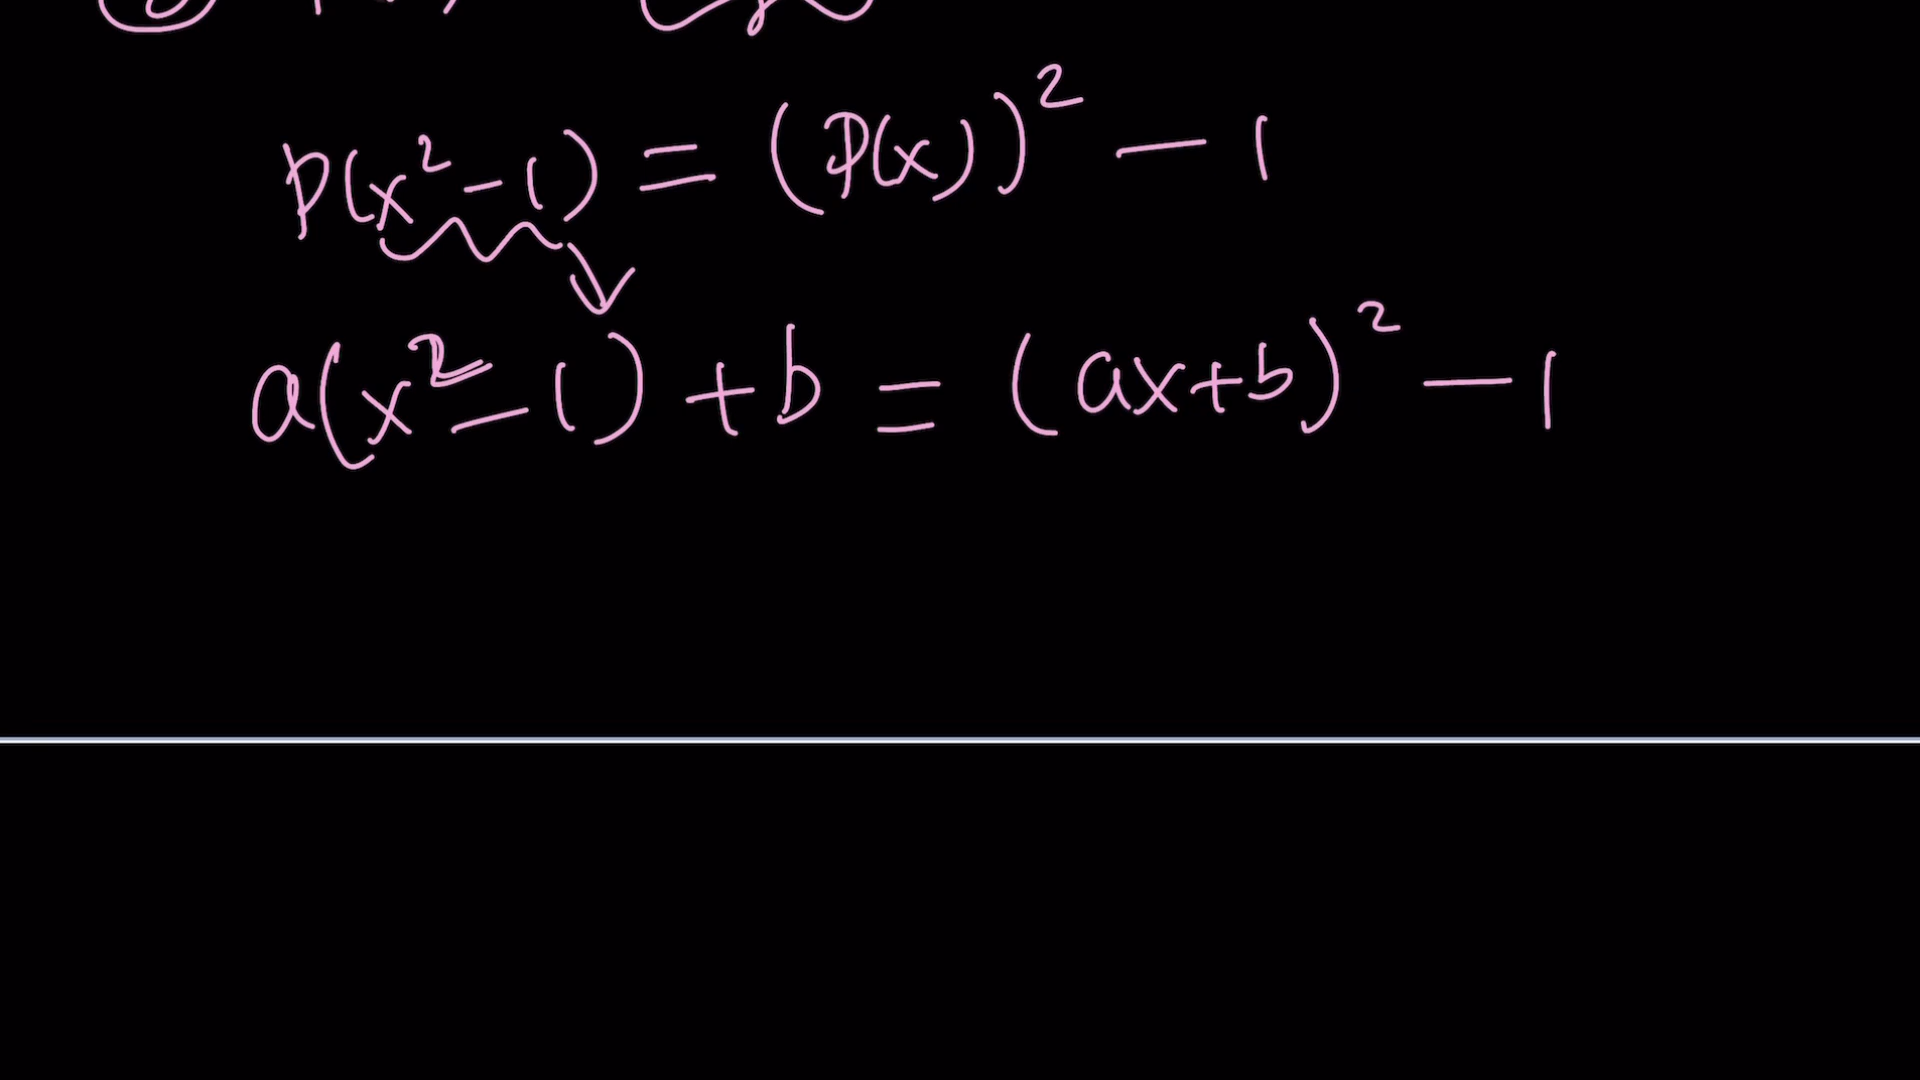 p(x² - 1) = (P(x))² - 1
a(x² - 1) + b = (ax+b)² - 1